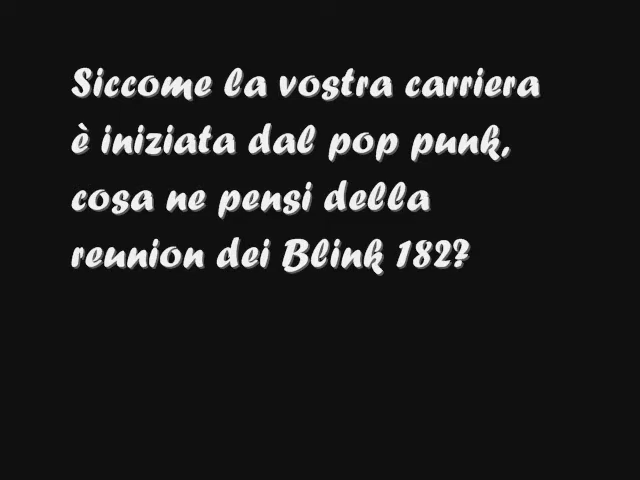 Siccome la vostra carriera
è iniziata dal pop punk,
cosa ne pensi della
reunion dei Blink 182?